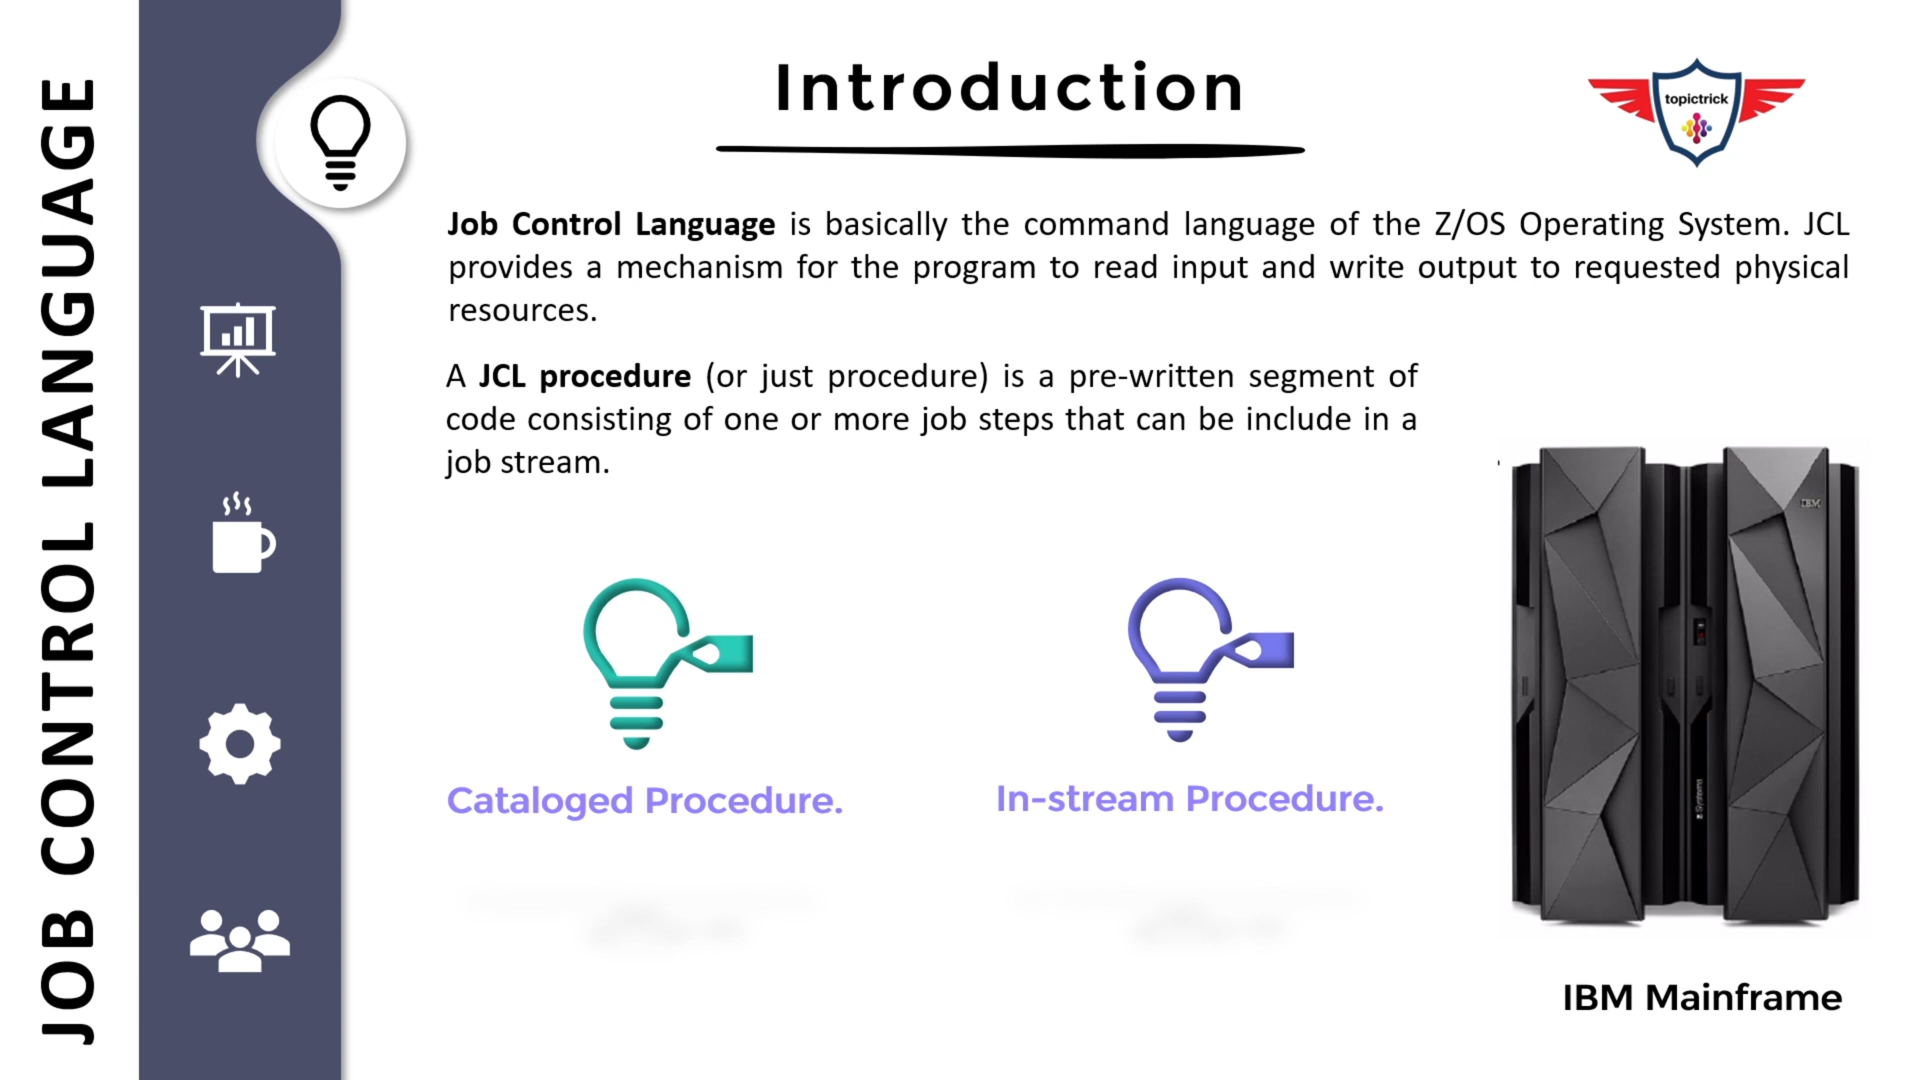 JOB CONTROL LANGUAGE
Introduction
topictrick
Job Control Language is basically the command language of the Z/OS Operating System. JCL
provides a mechanism for the program to read input and write output to requested physical
resources.
A JCL procedure (or just procedure) is a pre-written segment of
code consisting of one or more job steps that can be include in a
job stream.
IBM
Cataloged Procedure.
In-stream Procedure.
IBM Mainframe